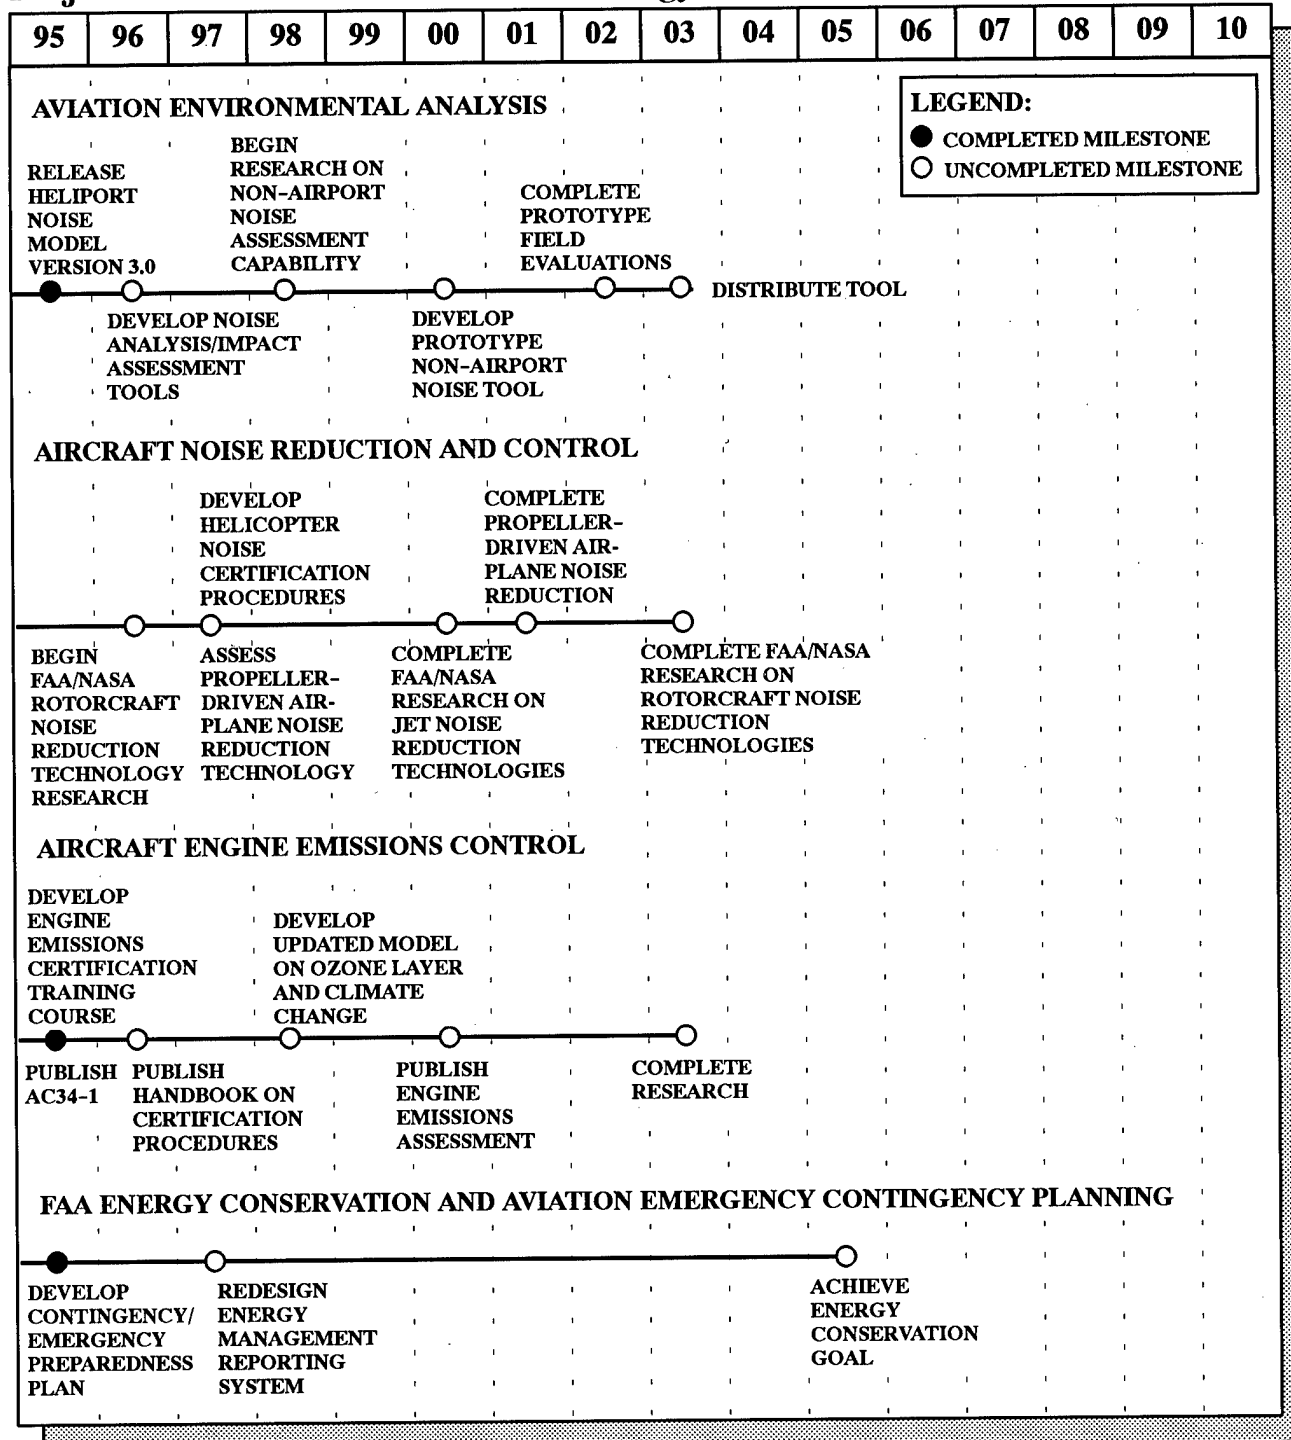 95 96 97 98 99 00 01 02 03 04 05 06 07 08 09 10
LEGEND:
COMPLETED MILESTONE
UNCOMPLETED MILESTONE
AVIATION ENVIRONMENTAL ANALYSIS
RELEASE
HELIPORT
NOISE
MODEL
VERSION 3.0
BEGIN
RESEARCH ON
NON-AIRPORT
NOISE
ASSESSMENT
CAPABILITY
COMPLETE
PROTOTYPE
FIELD
EVALUATIONS
DISTRIBUTE TOOL
DEVELOP NOISE
ANALYSIS/IMPACT
ASSESSMENT
TOOLS
DEVELOP
PROTOTYPE
NON-AIRPORT
NOISE TOOL
AIRCRAFT NOISE REDUCTION AND CONTROL
DEVELOP
HELICOPTER
NOISE
CERTIFICATION
PROCEDURES
COMPLETE
PROPELLER-
DRIVEN AIR-
PLANE NOISE
REDUCTION
BEGIN
FAA/NASA
ROTORCRAFT
NOISE
REDUCTION
TECHNOLOGY
RESEARCH
ASSESS
PROPELLER-
DRIVEN AIR-
PLANE NOISE
REDUCTION
TECHNOLOGY
COMPLETE
FAA/NASA
RESEARCH ON
JET NOISE
REDUCTION
TECHNOLOGIES
COMPLETE FAA/NASA
RESEARCH ON
ROTORCRAFT NOISE
REDUCTION
TECHNOLOGIES
AIRCRAFT ENGINE EMISSIONS CONTROL
DEVELOP
ENGINE
EMISSIONS
CERTIFICATION
TRAINING
COURSE
DEVELOP
UPDATED MODEL
ON OZONE LAYER
AND CLIMATE
CHANGE
PUBLISH
AC34-1
PUBLISH
HANDBOOK ON
CERTIFICATION
PROCEDURES
PUBLISH
ENGINE
EMISSIONS
ASSESSMENT
COMPLETE
RESEARCH
FAA ENERGY CONSERVATION AND AVIATION EMERGENCY CONTINGENCY PLANNING
DEVELOP
CONTINGENCY/
EMERGENCY
PREPAREDNESS
PLAN
REDESIGN
ENERGY
MANAGEMENT
REPORTING
SYSTEM
ACHIEVE
ENERGY
CONSERVATION
GOAL